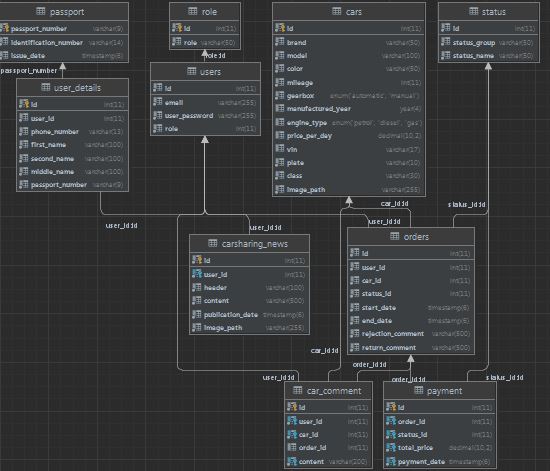 passport
passport_number varchar(9)
identification_number varchar(14)
issue_date timestamp(6)
role
id int(11)
role varchar(50)
cars
id int(11)
brand varchar(50)
model varchar(100)
color varchar(50)
mileage int(11)
gearbox enum('automatic', 'manual')
manufactured_year year(4)
engine_type enum('petrol', 'diesel', 'gas')
price_per_day decimal(10,2)
vin varchar(17)
plate varchar(10)
class varchar(30)
image_path varchar(255)
status
id int(11)
status_group varchar(50)
status_name varchar(50)
passport_number
role:id
user_details
id int(11)
user_id int(11)
phone_number varchar(13)
first_name varchar(100)
second_name varchar(100)
middle_name varchar(100)
passport_number varchar(9)
users
id int(11)
email varchar(255)
user_password varchar(255)
role int(11)
user_id:id
user_id:id
car_id:id
user_id:id
status_id:id
carsharing_news
id int(11)
user_id int(11)
header varchar(100)
content varchar(500)
publication_date timestamp(6)
image_path varchar(255)
orders
id int(11)
user_id int(11)
car_id int(11)
status_id int(11)
start_date timestamp(6)
end_date timestamp(6)
rejection_comment varchar(500)
return_comment varchar(500)
car_id:id
order_id:id
user_id:id
order_id:id
status_id:id
car_comment
id int(11)
user_id int(11)
car_id int(11)
order_id int(11)
content varchar(200)
payment
id int(11)
order_id int(11)
status_id int(11)
total_price decimal(10,2)
payment_date timestamp(6)